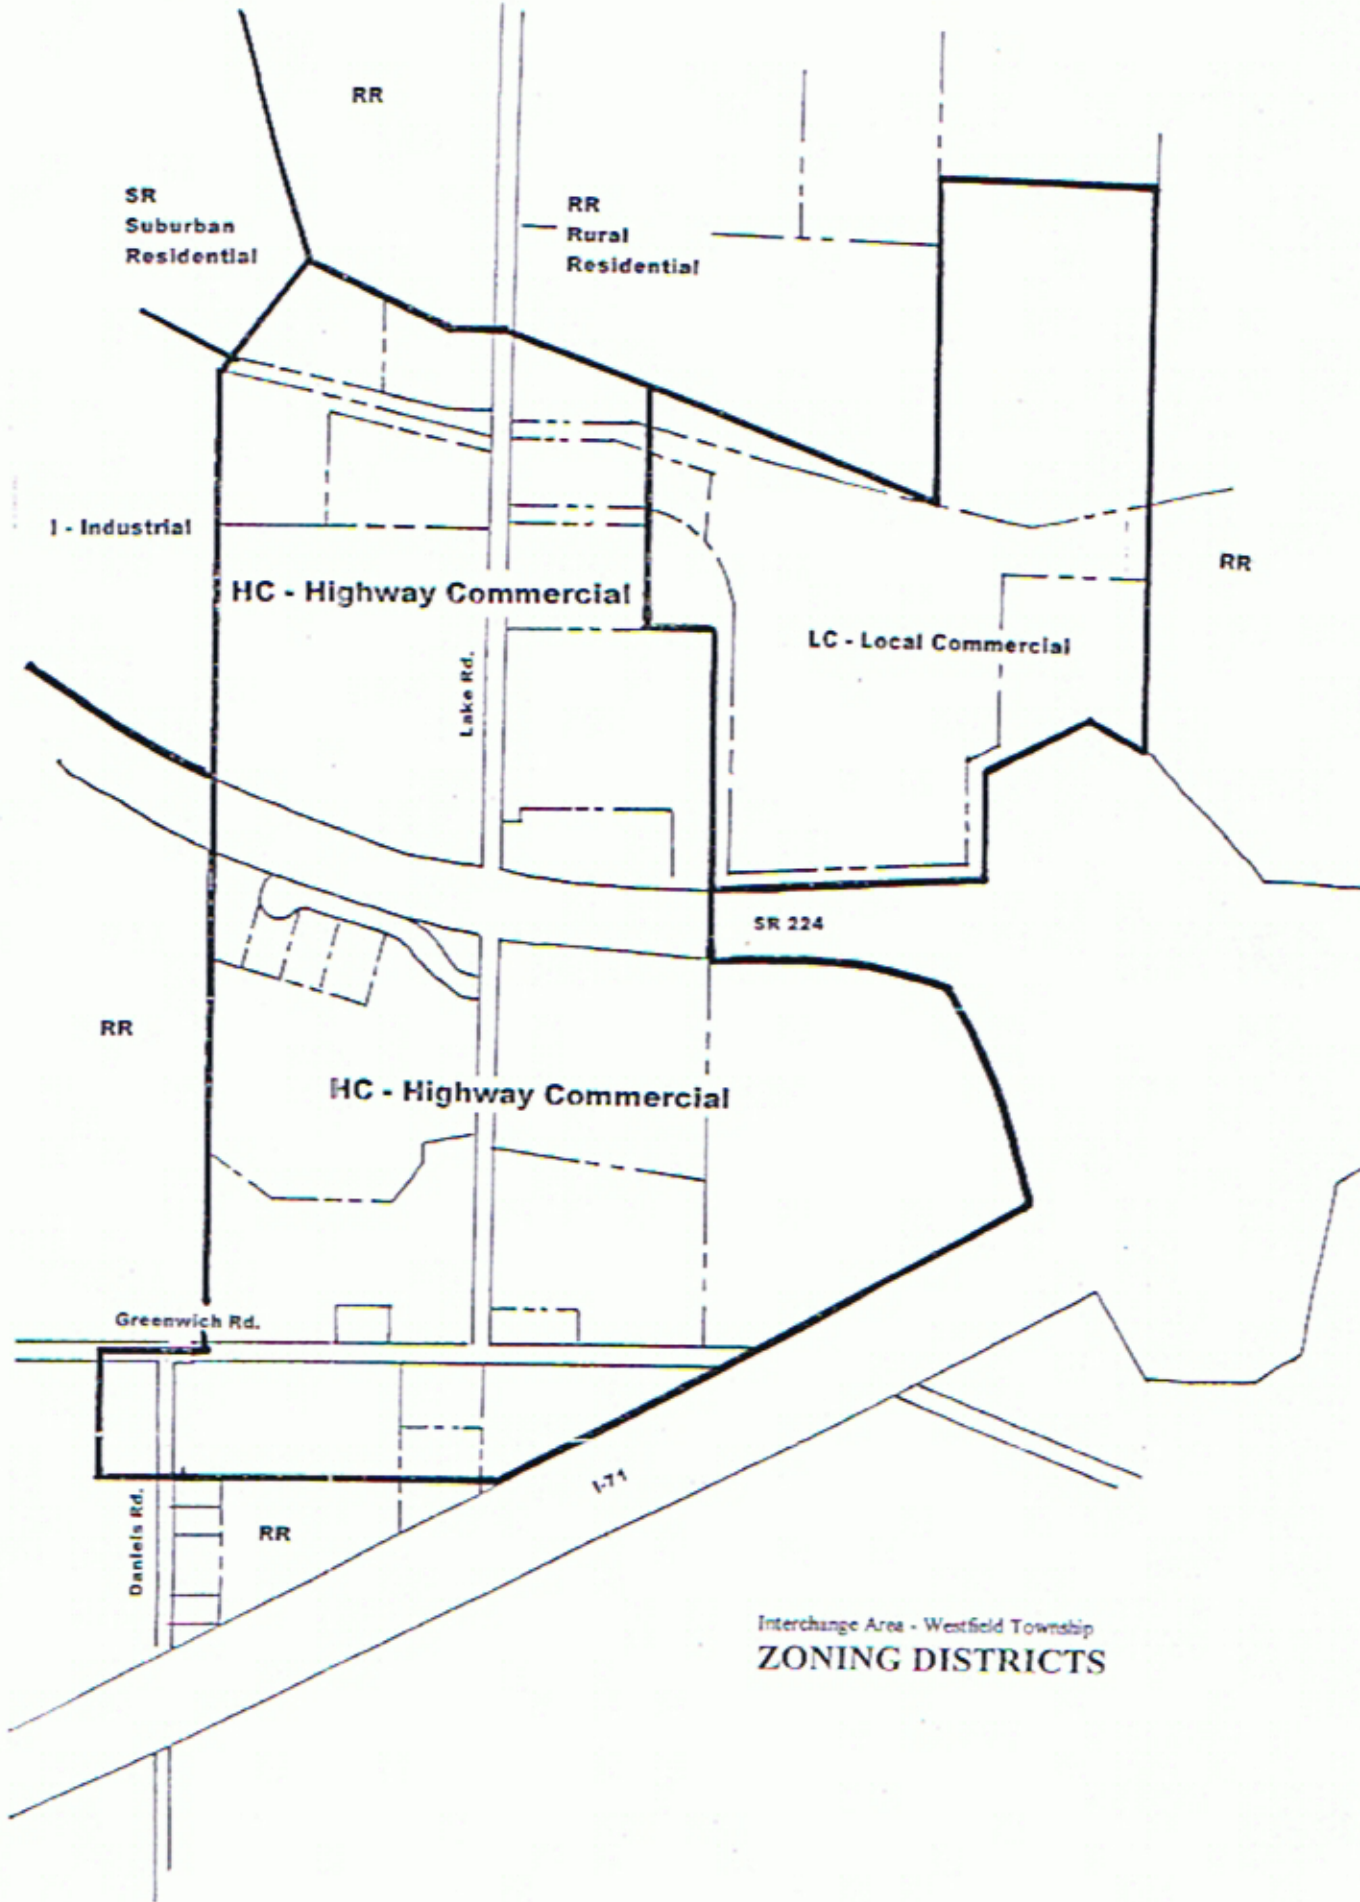 RR
SR
Suburban
Residential
RR
Rural
Residential
I - Industrial
RR
HC - Highway Commercial
LC - Local Commercial
Lake Rd.
SR 224
RR
HC - Highway Commercial
Greenwich Rd.
I-71
Daniels Rd.
RR
Interchange Area - Westfield Township
ZONING DISTRICTS